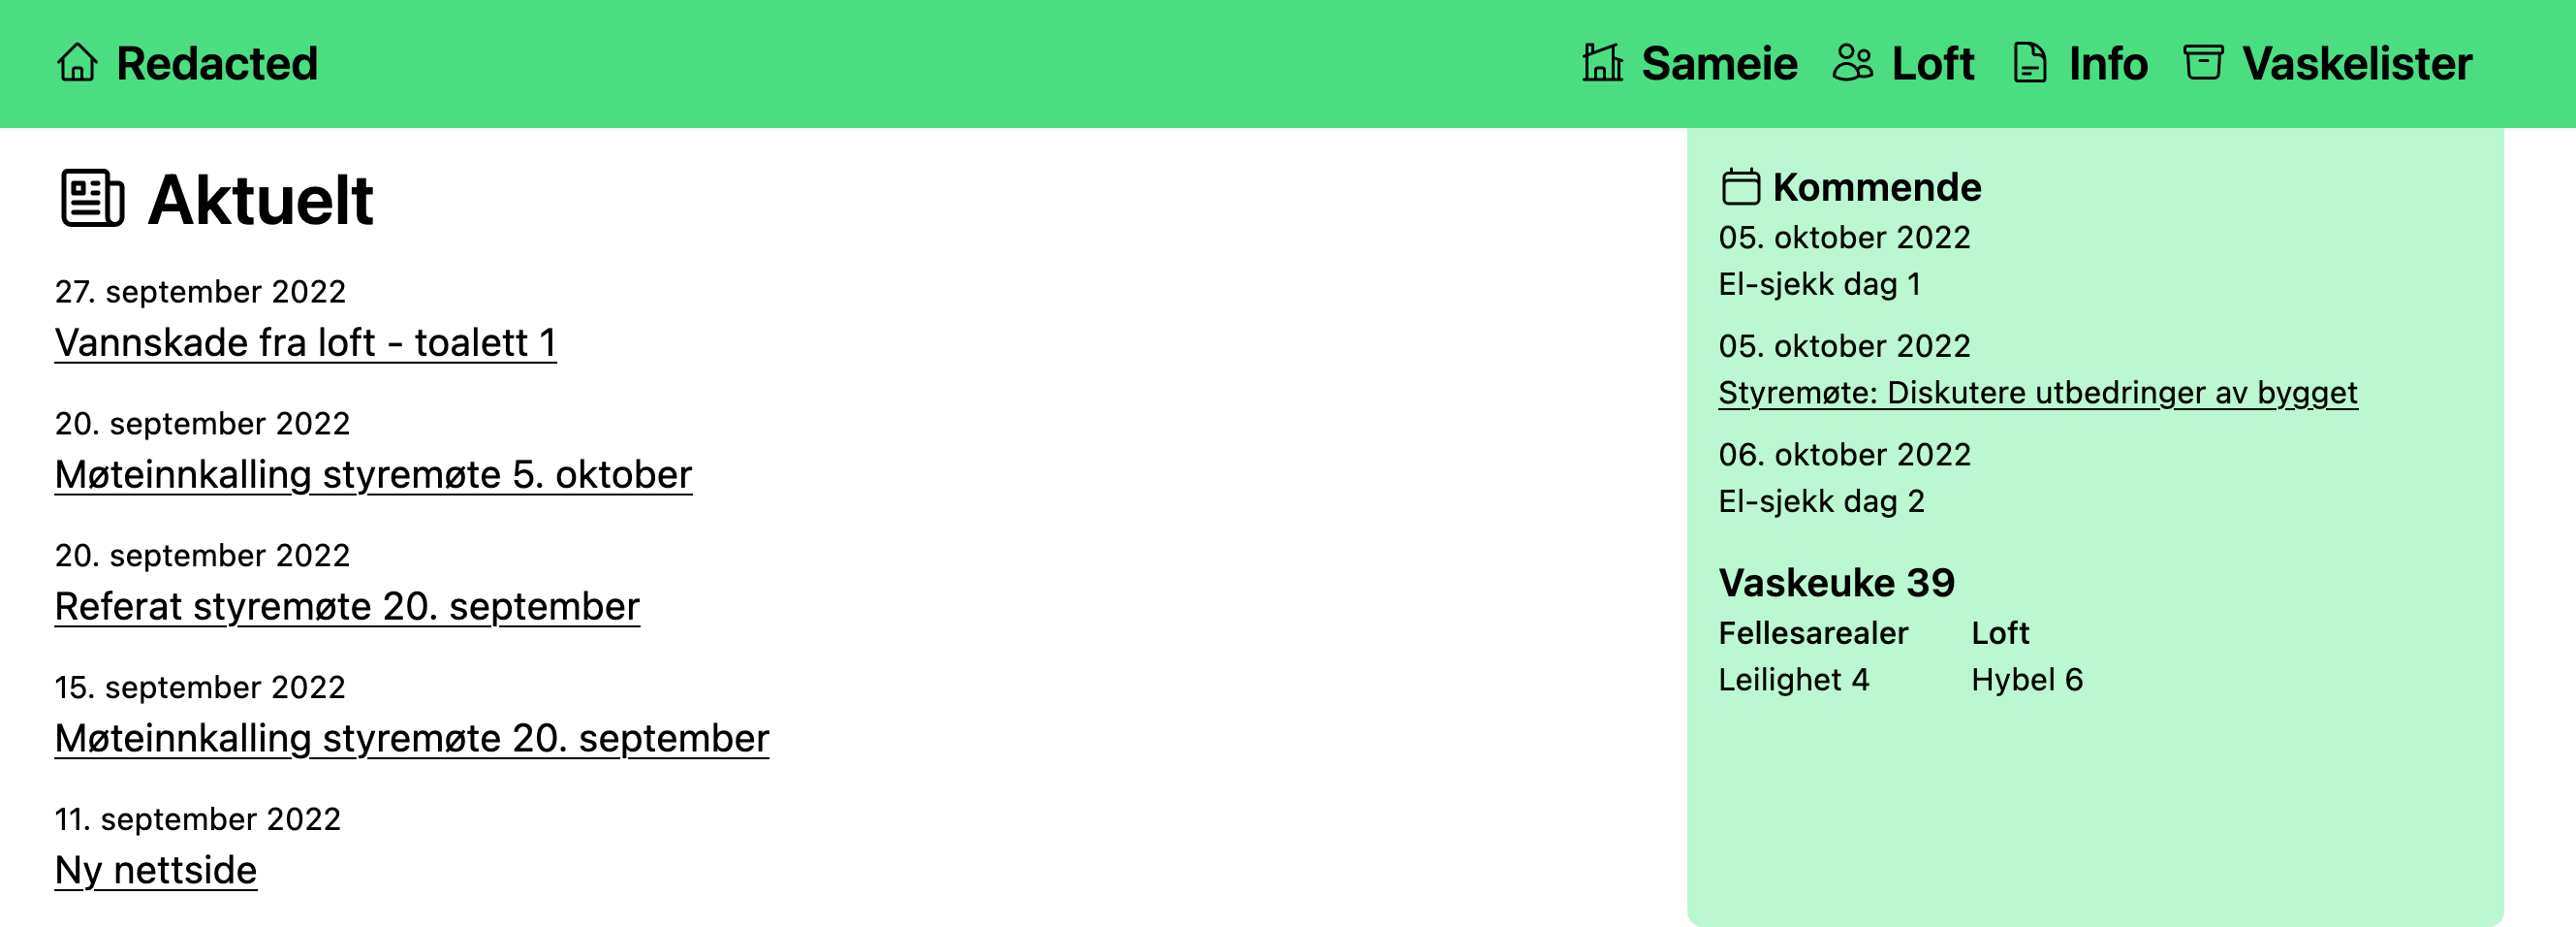 Redacted
Sameie
Loft
Info
Vaskelister
Aktuelt
27. september 2022
Vannskade fra loft - toalett 1
20. september 2022
Møteinnkalling styremøte 5. oktober
20. september 2022
Referat styremøte 20. september
15. september 2022
Møteinnkalling styremøte 20. september
11. september 2022
Ny nettside
Kommende
05. oktober 2022
El-sjekk dag 1
05. oktober 2022
Styremøte: Diskutere utbedringer av bygget
06. oktober 2022
El-sjekk dag 2
Vaskeuke 39
Fellesarealer Loft
Leilighet 4 Hybel 6